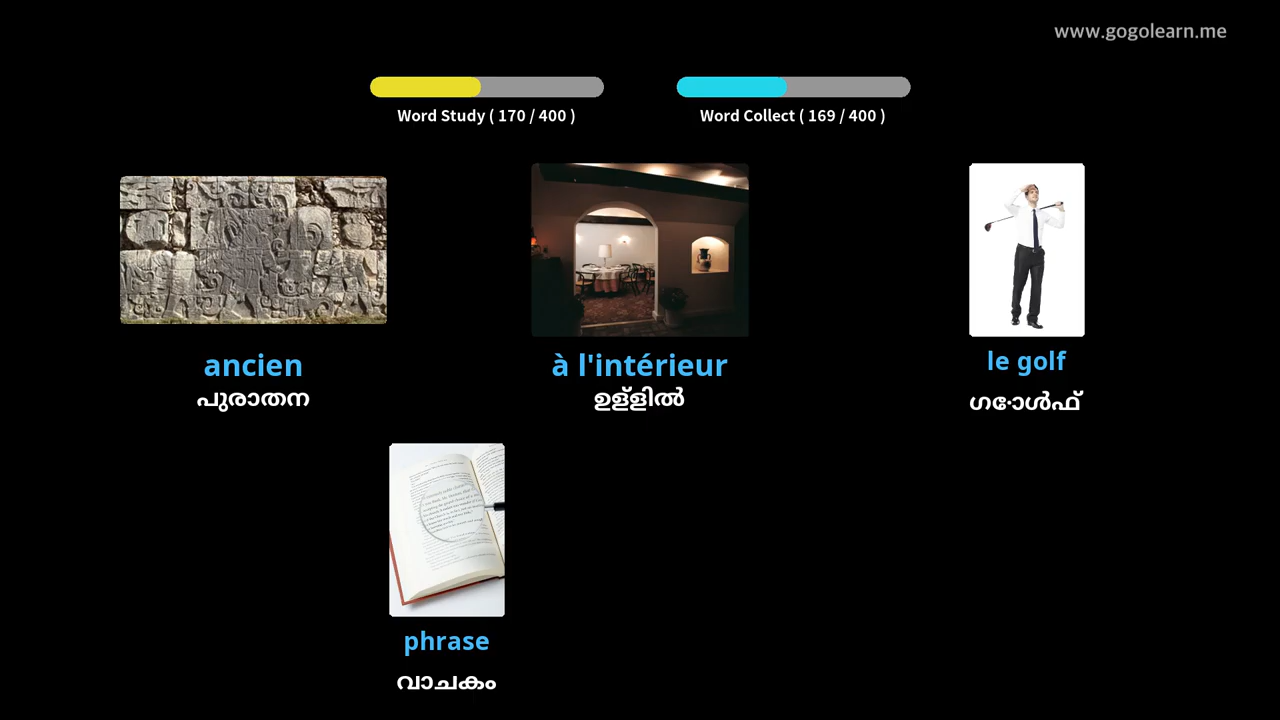 www.gogolearn.me
Word Study ( 170 / 400 )
Word Collect ( 169 / 400 )
ancien
പുരാതന
à l'intérieur
ഉള്ളിൽ
le golf
ഗോൾഫ്
phrase
വാചകം